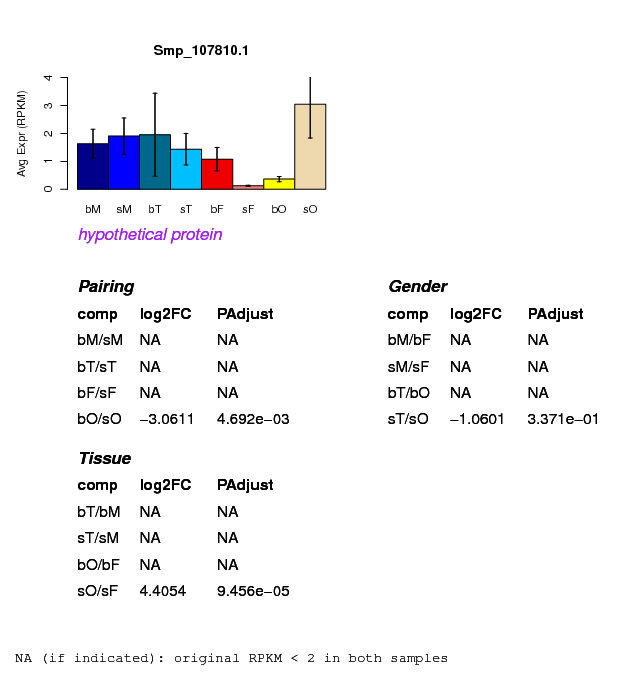 Smp_107810.1
Avg Expr (RPKM)
4
3
2
1
0
bM sM bT sT bF sF bO sO
hypothetical protein
Pairing
comp log2FC PAdjust
bM/sM NA NA
bT/sT NA NA
bF/sF NA NA
bO/sO −3.0611 4.692e−03
Gender
comp log2FC PAdjust
bM/bF NA NA
sM/sF NA NA
bT/bO NA NA
sT/sO −1.0601 3.371e−01
Tissue
comp log2FC PAdjust
bT/bM NA NA
sT/sM NA NA
bO/bF NA NA
sO/sF 4.4054 9.456e−05
NA (if indicated): original RPKM < 2 in both samples